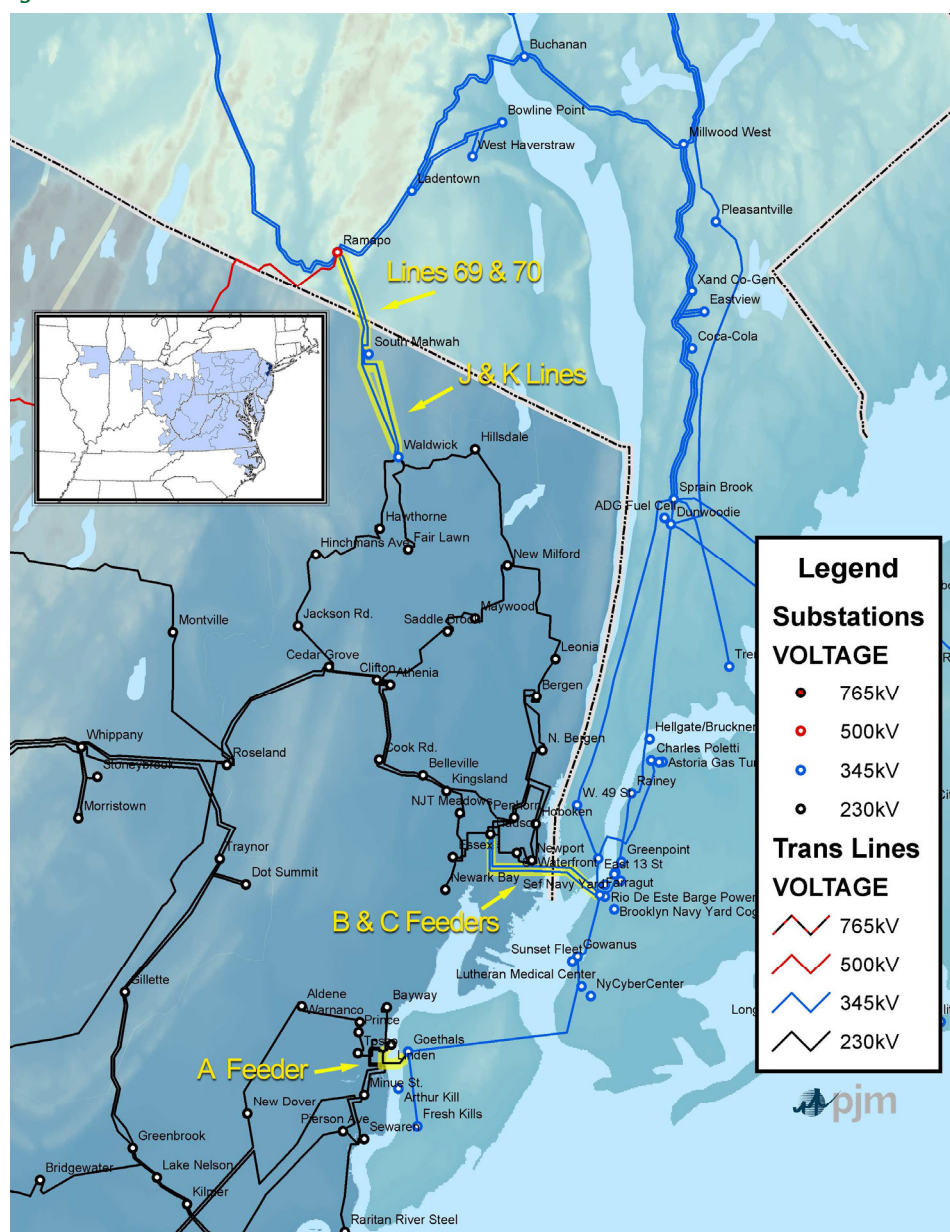 Buchanan
Bowline Point
Millwood West
West Haverstraw
Ladentown
Pleasantville
Ramapo
Lines 69 & 70
Xand Co-Gen
Eastview
South Mahwah
Coca-Cola
J & K Lines
Waldwick
Hillsdale
Sprain Brook
ADG Fuel Cell
Dunwoodie
Hawthorne
Fair Lawn
Hinchmans Ave
New Milford
Jackson Rd.
Maywood
Saddle Brook
Montville
Leonia
Cedar Grove
Clifton
Athenia
Bergen
Whippany
Stoneybrook
Roseland
Cook Rd.
N. Bergen
Hellgate/Bruckner
Charles Poletti
Belleville
Kingsland
Rainey
Morristown
NJT Meadows
Penhorn
Hoboken
W. 49 St
Hudson
Traynor
Essex
Newport
Waterfront
Greenpoint
East 13 St
Dot Summit
Newark Bay
Sef Navy Yard
Farragut
Rio De Este Barge Power
Brooklyn Navy Yard
B & C Feeders
Sunset Fleet
Gowanus
Lutheran Medical Center
NyCyberCenter
Gillette
Aldene
Warnanco
Bayway
Prince
Tosco
Goethals
Linden
A Feeder
Minue St.
Arthur Kill
New Dover
Pierson Ave
Sewaren
Fresh Kills
Greenbrook
Bridgewater
Lake Nelson
Kilmer
Raritan River Steel
Legend
Substations
VOLTAGE
765kV
500kV
345kV
230kV
Trans Lines
VOLTAGE
765kV
500kV
345kV
230kV
pjm